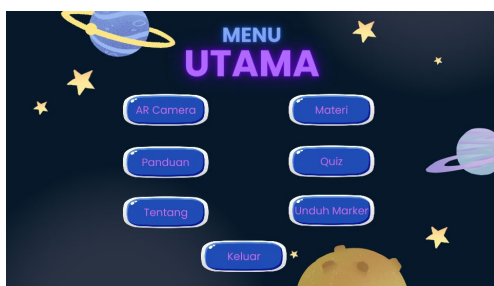 MENU
UTAMA
AR Camera
Materi
Panduan
Quiz
Tentang
Unduh Marker
Keluar